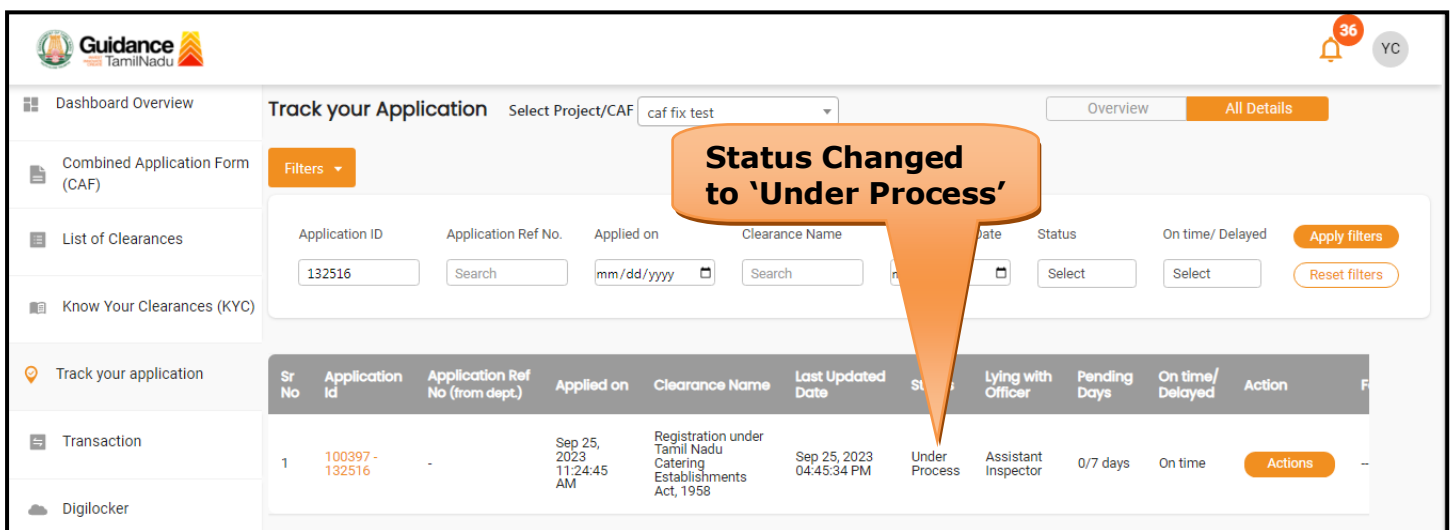 Guidance
TamilNadu
36
YC
Dashboard Overview
Track your Application
Select Project/CAF
caf fix test
Overview
All Details
Combined Application Form
(CAF)
Filters
Status Changed
to ‘Under Process’
List of Clearances
Application ID
Application Ref No.
Applied on
Clearance Name
Date
Status
On time/ Delayed
Apply filters
132516
Search
mm/dd/yyyy
Search
Select
Select
Reset filters
Know Your Clearances (KYC)
Track your application
Sr
No
Application
Id
Application Ref
No (from dept.)
Applied on
Clearance Name
Last Updated
Date
Lying with
Officer
Pending
Days
On time/
Delayed
Action
Transaction
1
100397 -
132516
-
Sep 25,
2023
11:24:45
AM
Registration under
Tamil Nadu
Catering
Establishments
Act, 1958
Sep 25, 2023
04:45:34 PM
Under
Process
Assistant
Inspector
0/7 days
On time
Actions
--
Digilocker